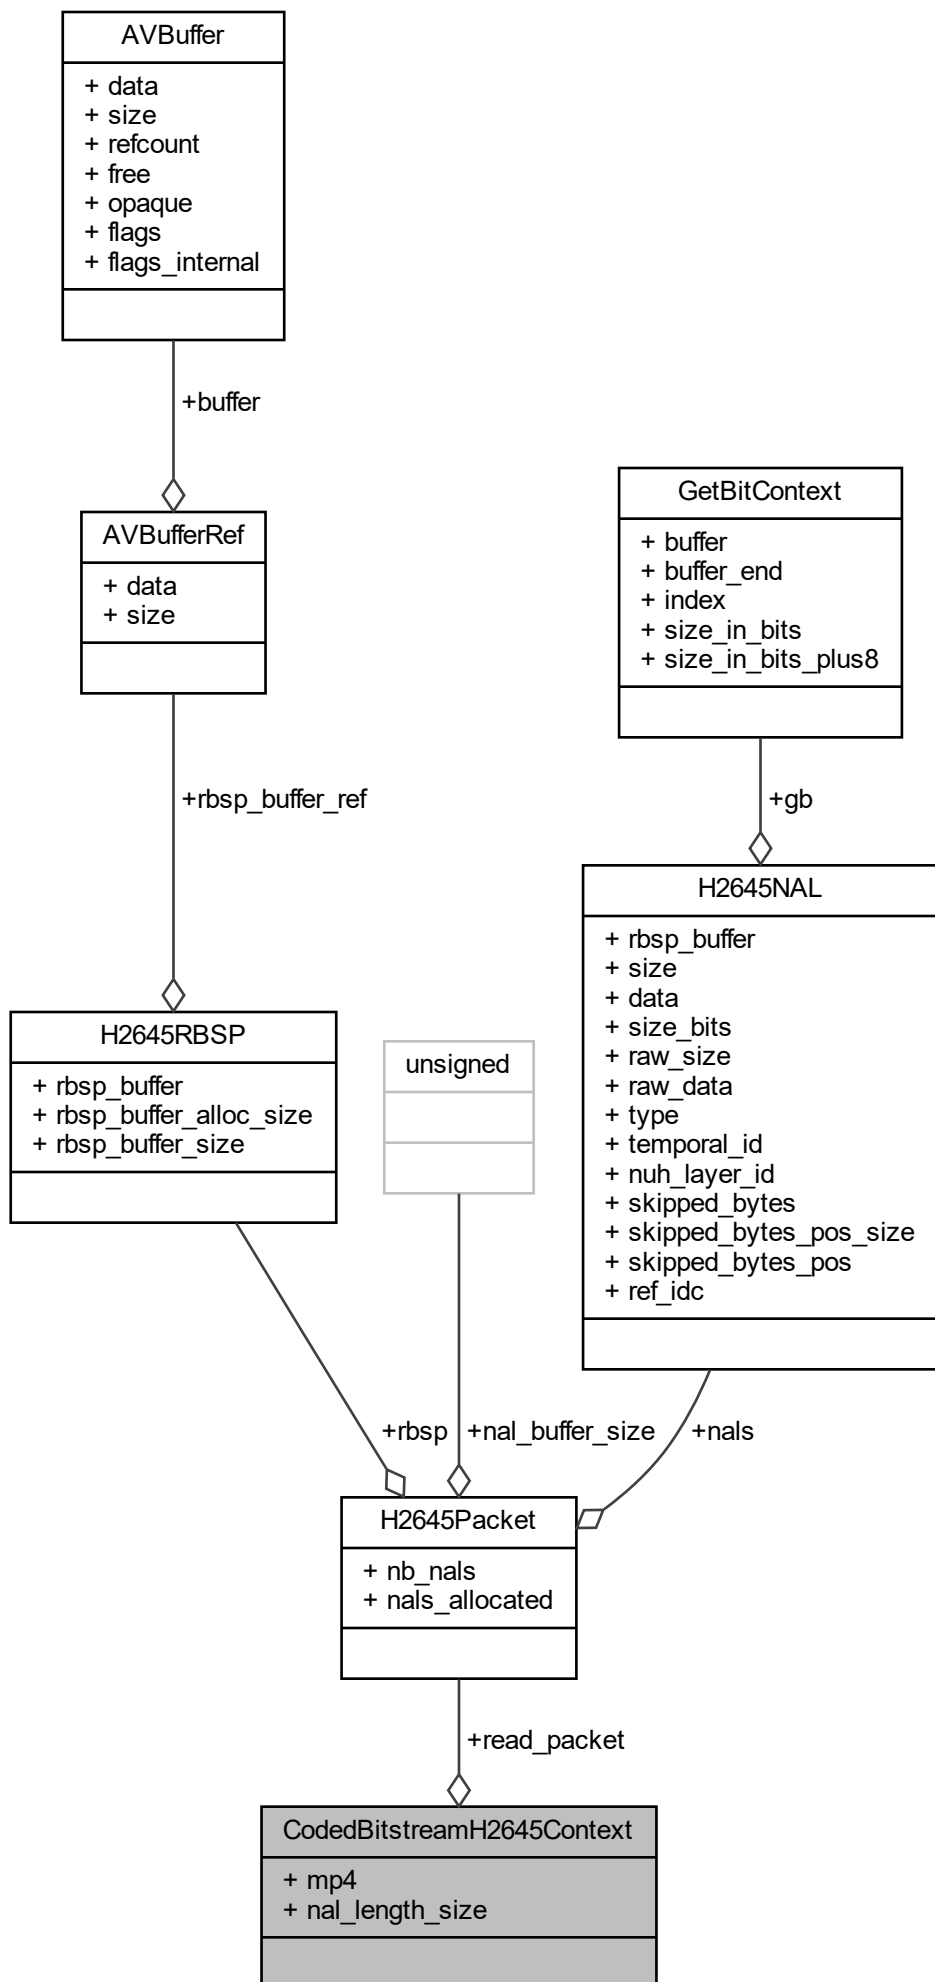 AVBuffer
+ data
+ size
+ refcount
+ free
+ opaque
+ flags
+ flags_internal
+buffer
AVBufferRef
+ data
+ size
+rbsp_buffer_ref
GetBitContext
+ buffer
+ buffer_end
+ index
+ size_in_bits
+ size_in_bits_plus8
+gb
H2645RBSP
+ rbsp_buffer
+ rbsp_buffer_alloc_size
+ rbsp_buffer_size
unsigned
H2645NAL
+ rbsp_buffer
+ size
+ data
+ size_bits
+ raw_size
+ raw_data
+ type
+ temporal_id
+ nuh_layer_id
+ skipped_bytes
+ skipped_bytes_pos_size
+ skipped_bytes_pos
+ ref_idc
+rbsp
+nal_buffer_size
+nals
H2645Packet
+ nb_nals
+ nals_allocated
+read_packet
CodedBitstreamH2645Context
+ mp4
+ nal_length_size